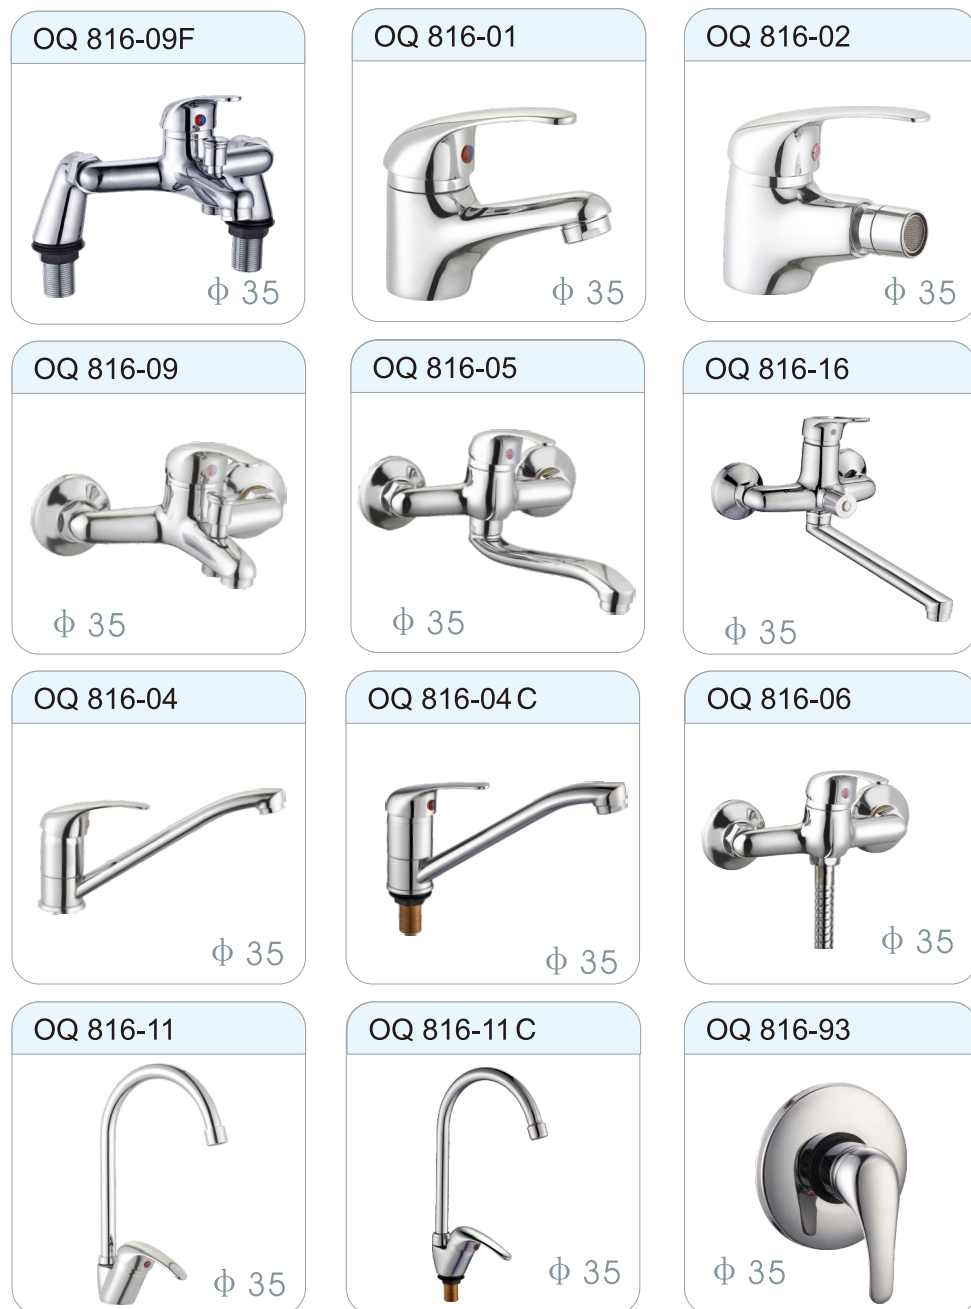 OQ 816-09F
ф 35
OQ 816-01
ф 35
OQ 816-02
ф 35
OQ 816-09
ф 35
OQ 816-05
ф 35
OQ 816-16
ф 35
OQ 816-04
ф 35
OQ 816-04 C
ф 35
OQ 816-06
ф 35
OQ 816-11
ф 35
OQ 816-11 C
ф 35
OQ 816-93
ф 35